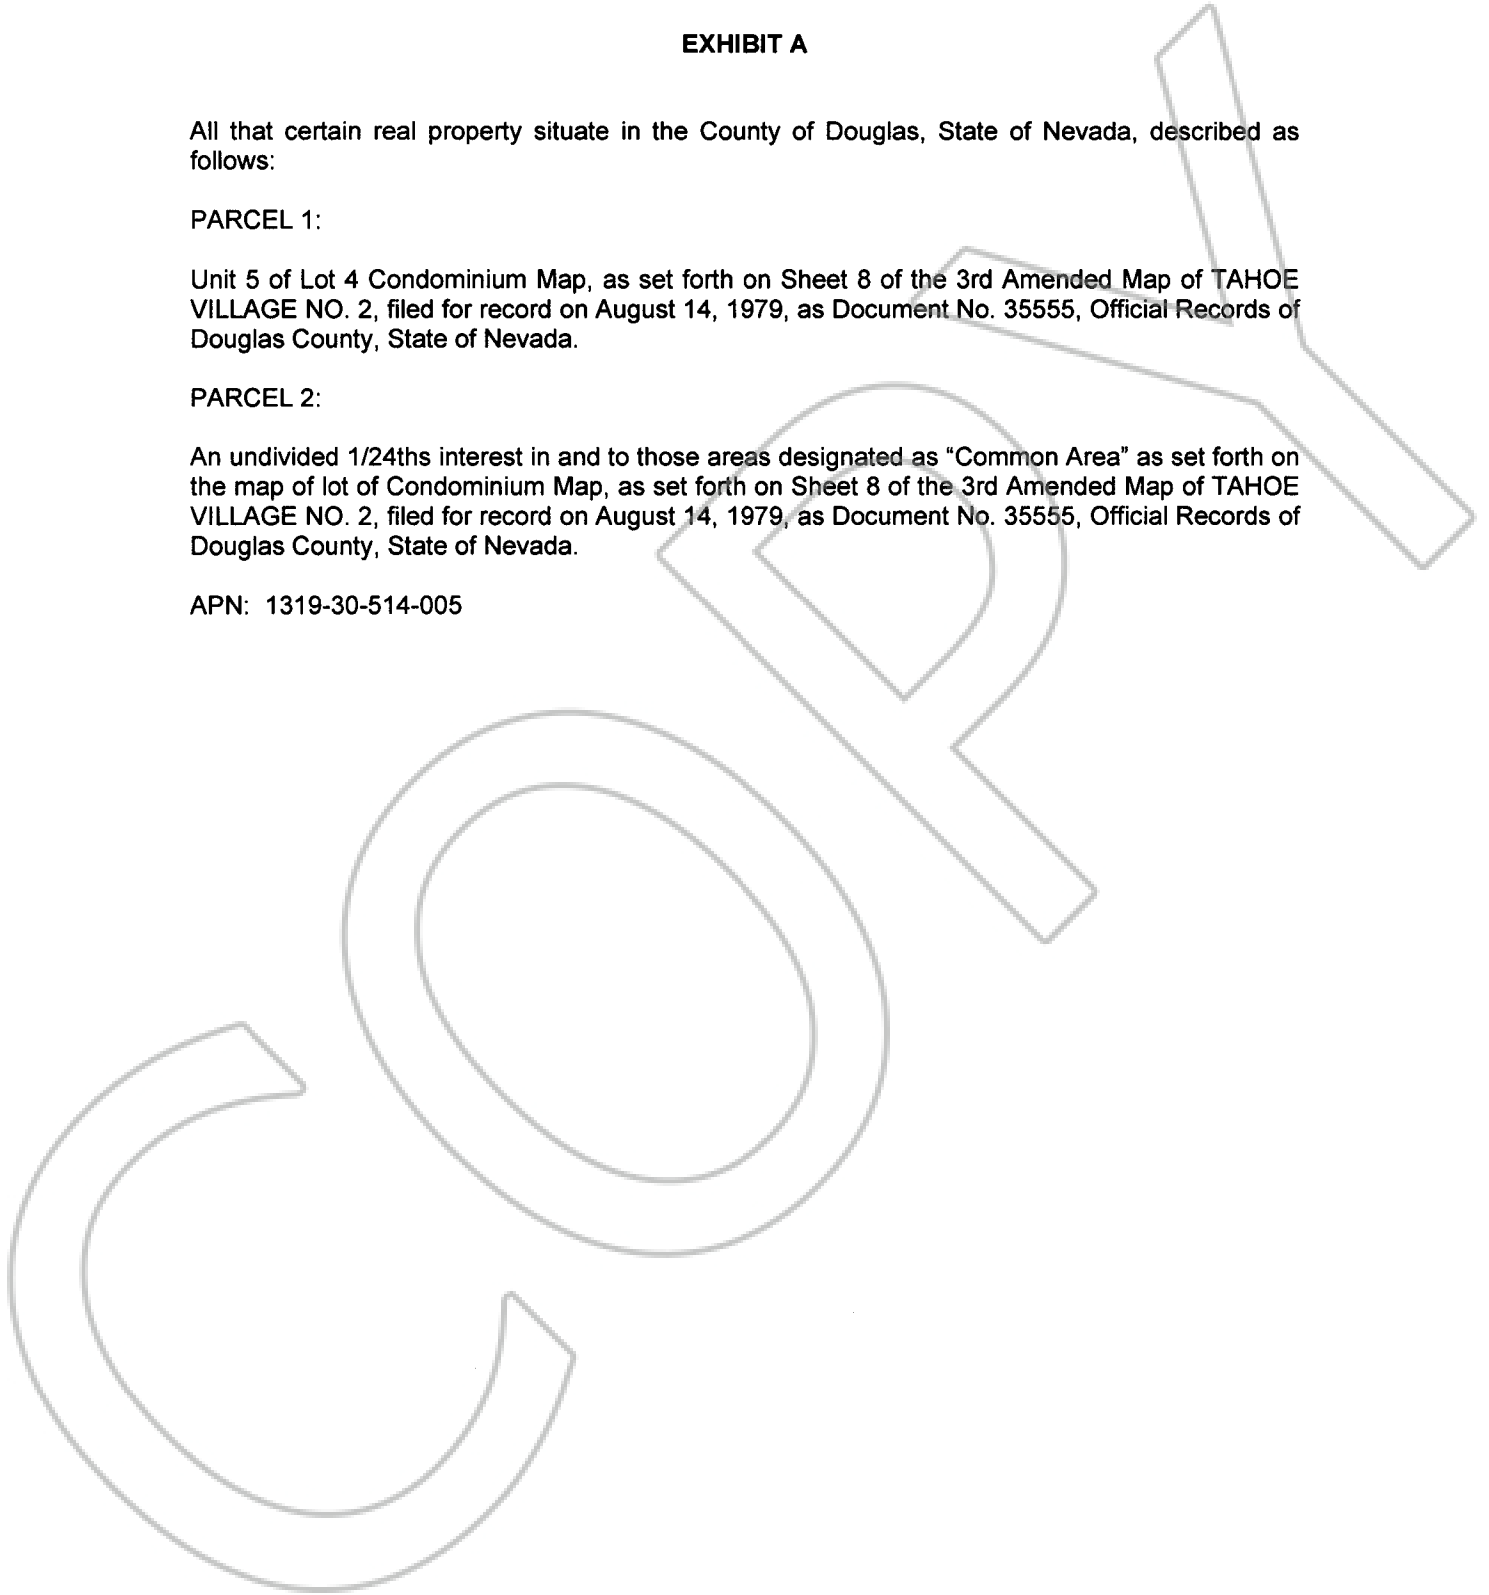 EXHIBIT A
All that certain real property situate in the County of Douglas, State of Nevada, described as
follows:
PARCEL 1:
Unit 5 of Lot 4 Condominium Map, as set forth on Sheet 8 of the 3rd Amended Map of TAHOE
VILLAGE NO. 2, filed for record on August 14, 1979, as Document No. 35555, Official Records of
Douglas County, State of Nevada.
PARCEL 2:
An undivided 1/24ths interest in and to those areas designated as “Common Area” as set forth on
the map of lot of Condominium Map, as set forth on Sheet 8 of the 3rd Amended Map of TAHOE
VILLAGE NO. 2, filed for record on August 14, 1979, as Document No. 35555, Official Records of
Douglas County, State of Nevada.
APN: 1319-30-514-005
COPY